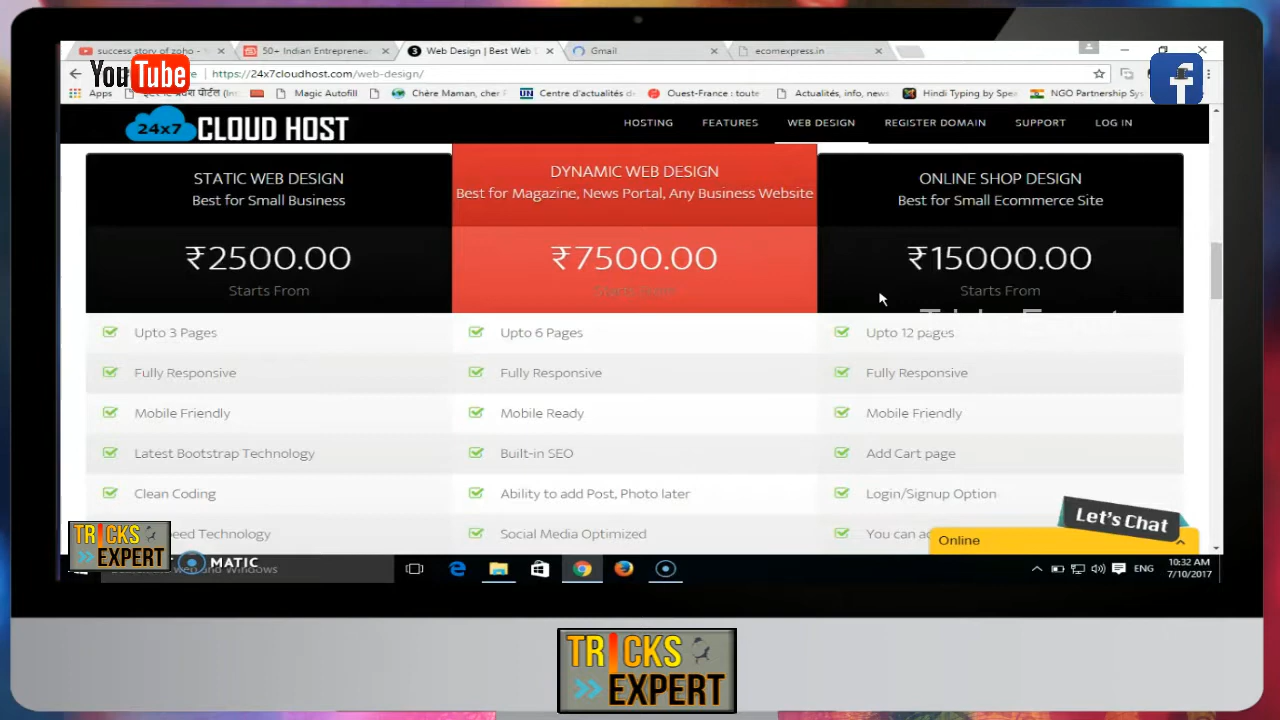 success story of zoho -
50+ Indian Entrepreneur
Web Design | Best Web
Gmail
ecomexpress.in
YouTube
https://24x7cloudhost.com/web-design/
Apps
Magic Autofill
Chère Maman, cher
Centre d'actualités d
Ouest-France : toute
Actualités, info, news
Hindi Typing by Spe
NGO Partnership Sy
24x7 CLOUD HOST
HOSTING
FEATURES
WEB DESIGN
REGISTER DOMAIN
SUPPORT
LOG IN
STATIC WEB DESIGN
Best for Small Business
₹2500.00
Starts From
Upto 3 Pages
Fully Responsive
Mobile Friendly
Latest Bootstrap Technology
Clean Coding
Technology
DYNAMIC WEB DESIGN
Best for Magazine, News Portal, Any Business Website
₹7500.00
Starts From
Upto 6 Pages
Fully Responsive
Mobile Ready
Built-in SEO
Ability to add Post, Photo later
Social Media Optimized
ONLINE SHOP DESIGN
Best for Small Ecommerce Site
₹15000.00
Starts From
Upto 12 pages
Fully Responsive
Mobile Friendly
Add Cart page
Login/Signup Option
You can
Let's Chat
Online
TRICKS
EXPERT
MATIC
ENG
10:32 AM
7/10/2017
TRICKS
EXPERT